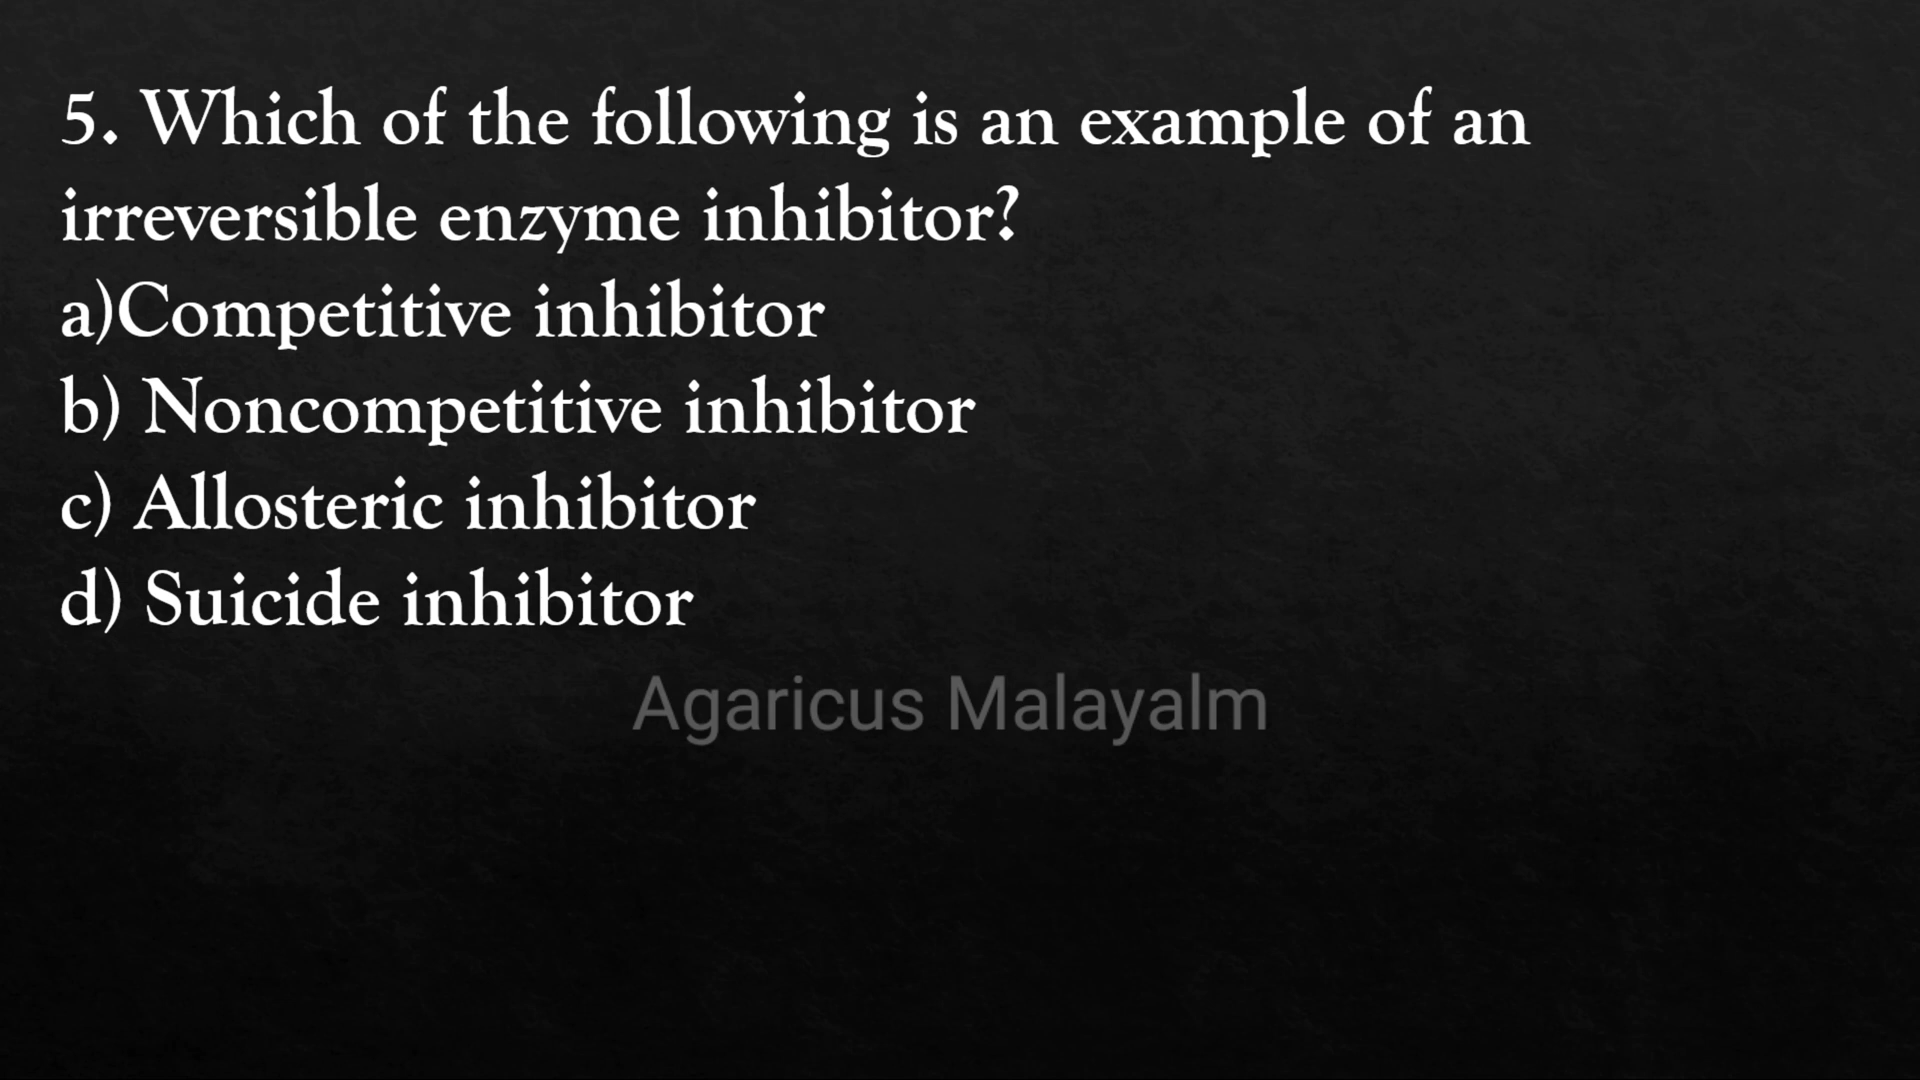 5. Which of the following is an example of an
irreversible enzyme inhibitor?
a)Competitive inhibitor
b) Noncompetitive inhibitor
c) Allosteric inhibitor
d) Suicide inhibitor
Agaricus Malayalm